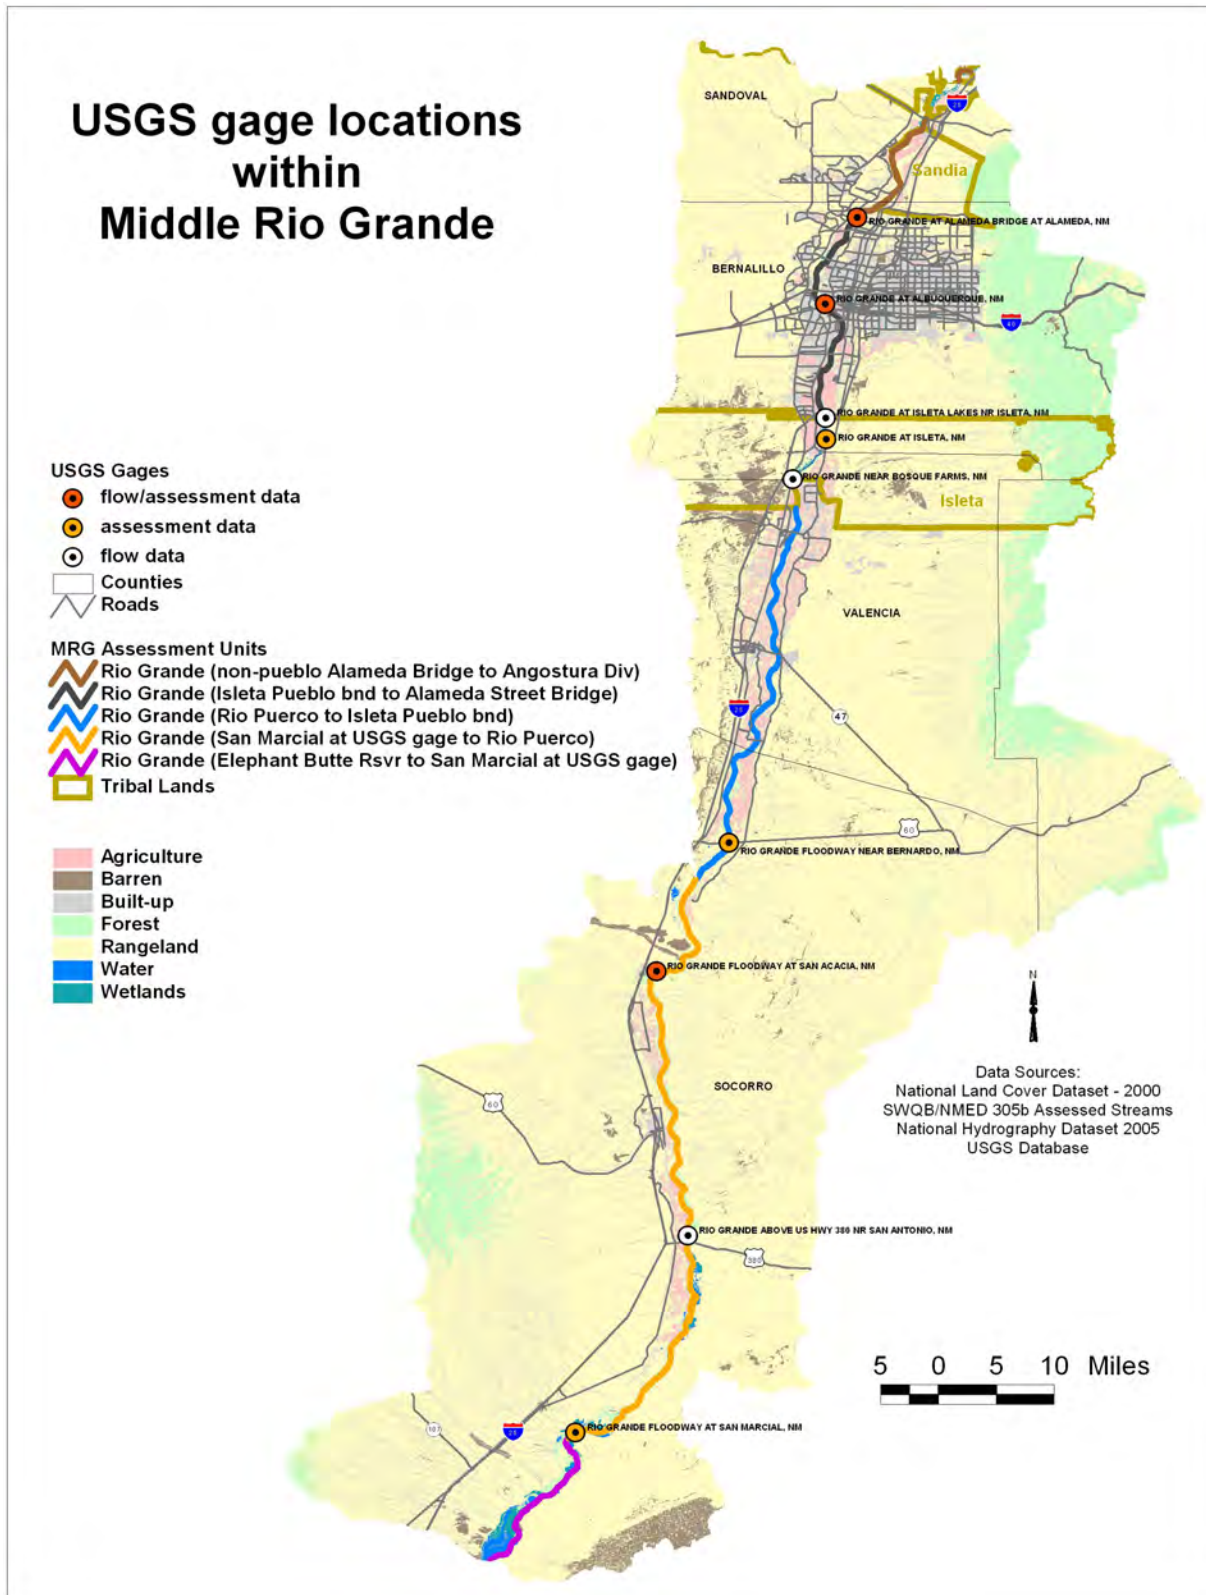 USGS gage locations
within
Middle Rio Grande
SANDOVAL
25
Sandia
RIO GRANDE AT ALAMEDA BRIDGE AT ALAMEDA, NM
BERNALILLO
RIO GRANDE AT ALBUQUERQUE, NM
40
RIO GRANDE AT ISLETA LAKES NR ISLETA, NM
RIO GRANDE AT ISLETA, NM
RIO GRANDE NEAR BOSQUE FARMS, NM
Isleta
USGS Gages
flow/assessment data
assessment data
flow data
Counties
Roads
MRG Assessment Units
Rio Grande (non-pueblo Alameda Bridge to Angostura Div)
Rio Grande (Isleta Pueblo bnd to Alameda Street Bridge)
Rio Grande (Rio Puerco to Isleta Pueblo bnd)
Rio Grande (San Marcial at USGS gage to Rio Puerco)
Rio Grande (Elephant Butte Rsvr to San Marcial at USGS gage)
Tribal Lands
Agriculture
Barren
Built-up
Forest
Rangeland
Water
Wetlands
VALENCIA
25
47
60
RIO GRANDE FLOODWAY NEAR BERNARDO, NM
RIO GRANDE FLOODWAY AT SAN ACACIA, NM
N
SOCORRO
60
Data Sources:
National Land Cover Dataset - 2000
SWQB/NMED 305b Assessed Streams
National Hydrography Dataset 2005
USGS Database
RIO GRANDE ABOVE US HWY 380 NR SAN ANTONIO, NM
380
5 0 5 10 Miles
RIO GRANDE FLOODWAY AT SAN MARCIAL, NM
107
25